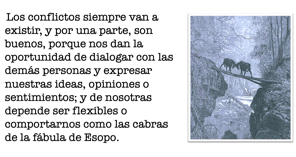 Los conflictos siempre van a
existir, y por una parte, son
buenos, porque nos dan la
oportunidad de dialogar con las
demás personas y expresar
nuestras ideas, opiniones o
sentimientos; y de nosotras
depende ser flexibles o
comportarnos como las cabras
de la fábula de Esopo.